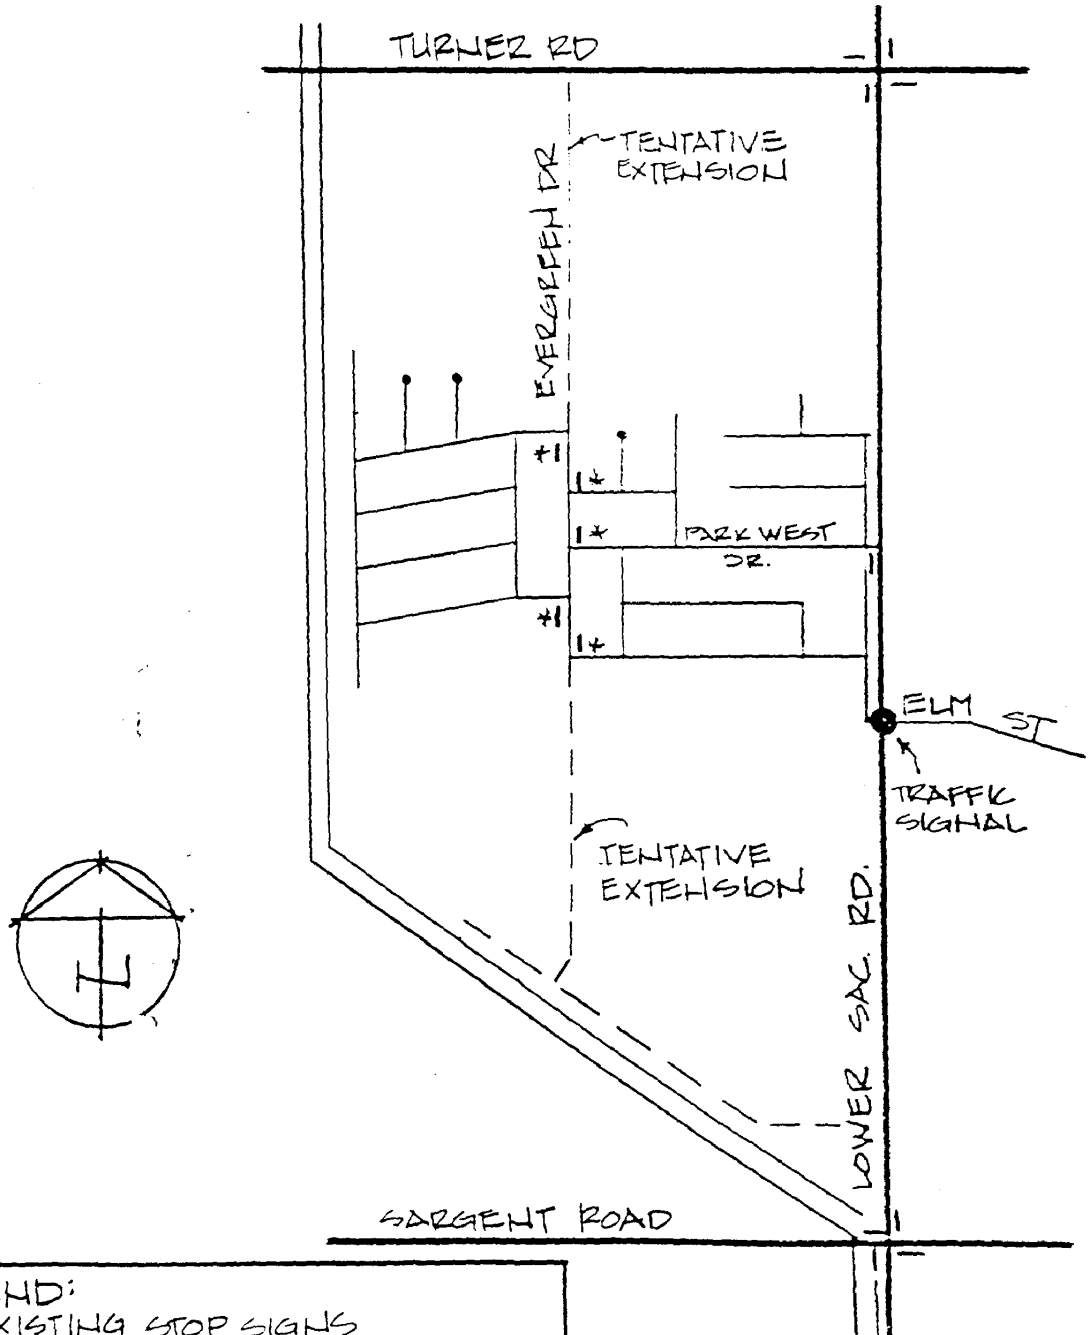 TURNER RD
TENTATIVE
EXTENSION
EVERGREEN DR
PARK WEST
DR.
ELM ST
TRAFFIC
SIGNAL
TENTATIVE
EXTENSION
LOWER SAC. RD.
N
SARGENT ROAD
END:
XISTING STOP SIGNS